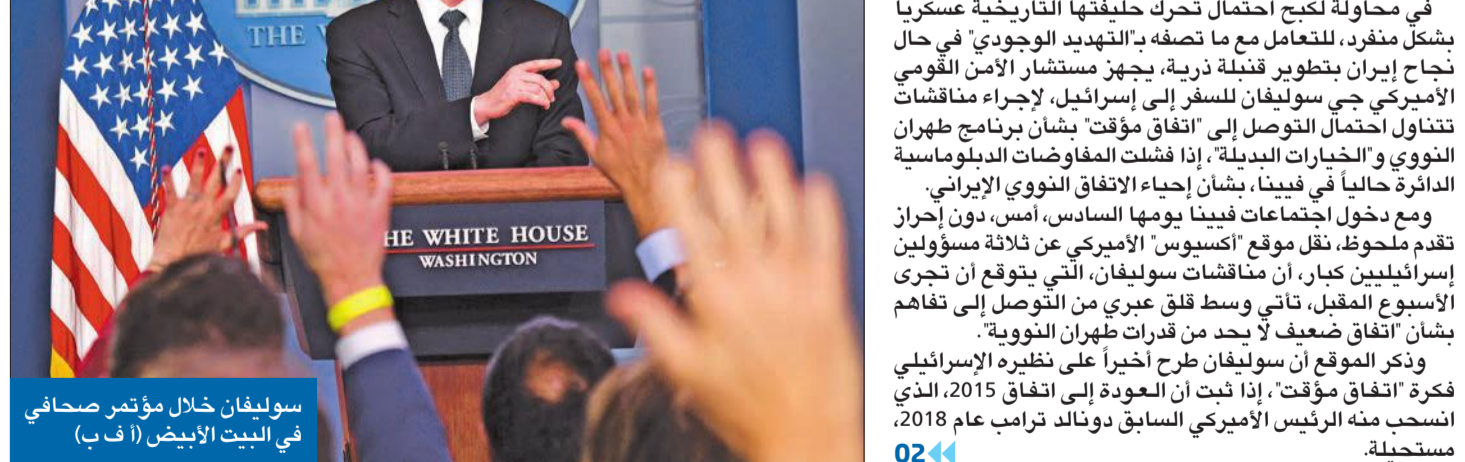 في محاولة لكبح احتمال تحرك حليفتها التاريخية عسكرياً
بشكل منفرد، للتعامل مع ما تصفه بـ"التهديد الوجودي" في حال
نجاح إيران بتطوير قنبلة ذرية، يجهز مستشار الأمن القومي
الأميركي جي سوليفان للسفر إلى إسرائيل، لإجراء مناقشات
تتناول احتمال التوصل إلى "اتفاق مؤقت" بشأن برنامج طهران
النووي و"الخيارات البديلة"، إذا فشلت المفاوضات الدبلوماسية
الدائرة حالياً في فيينا، بشأن إحياء الاتفاق النووي الإيراني.
ومع دخول اجتماعات فيينا يومها السادس، أمس، دون إحراز
تقدم ملحوظ، نقل موقع "أكسيوس" الأميركي عن ثلاثة مسؤولين
إسرائيليين كبار، أن مناقشات سوليفان، التي يتوقع أن تجرى
الأسبوع المقبل، تأتي وسط قلق عبري من التوصل إلى تفاهم
بشأن "اتفاق ضعيف لا يحد من قدرات طهران النووية".
وذكر الموقع أن سوليفان طرح أخيراً على نظيره الإسرائيلي
فكرة "اتفاق مؤقت"، إذا ثبت أن العودة إلى اتفاق 2015، الذي
انسحب منه الرئيس الأميركي السابق دونالد ترامب عام 2018،
مستحيلة.
02
THE
HE WHITE HOUSE
WASHINGTON
سوليفان خلال مؤتمر صحافي
في البيت الأبيض (أ ف ب)